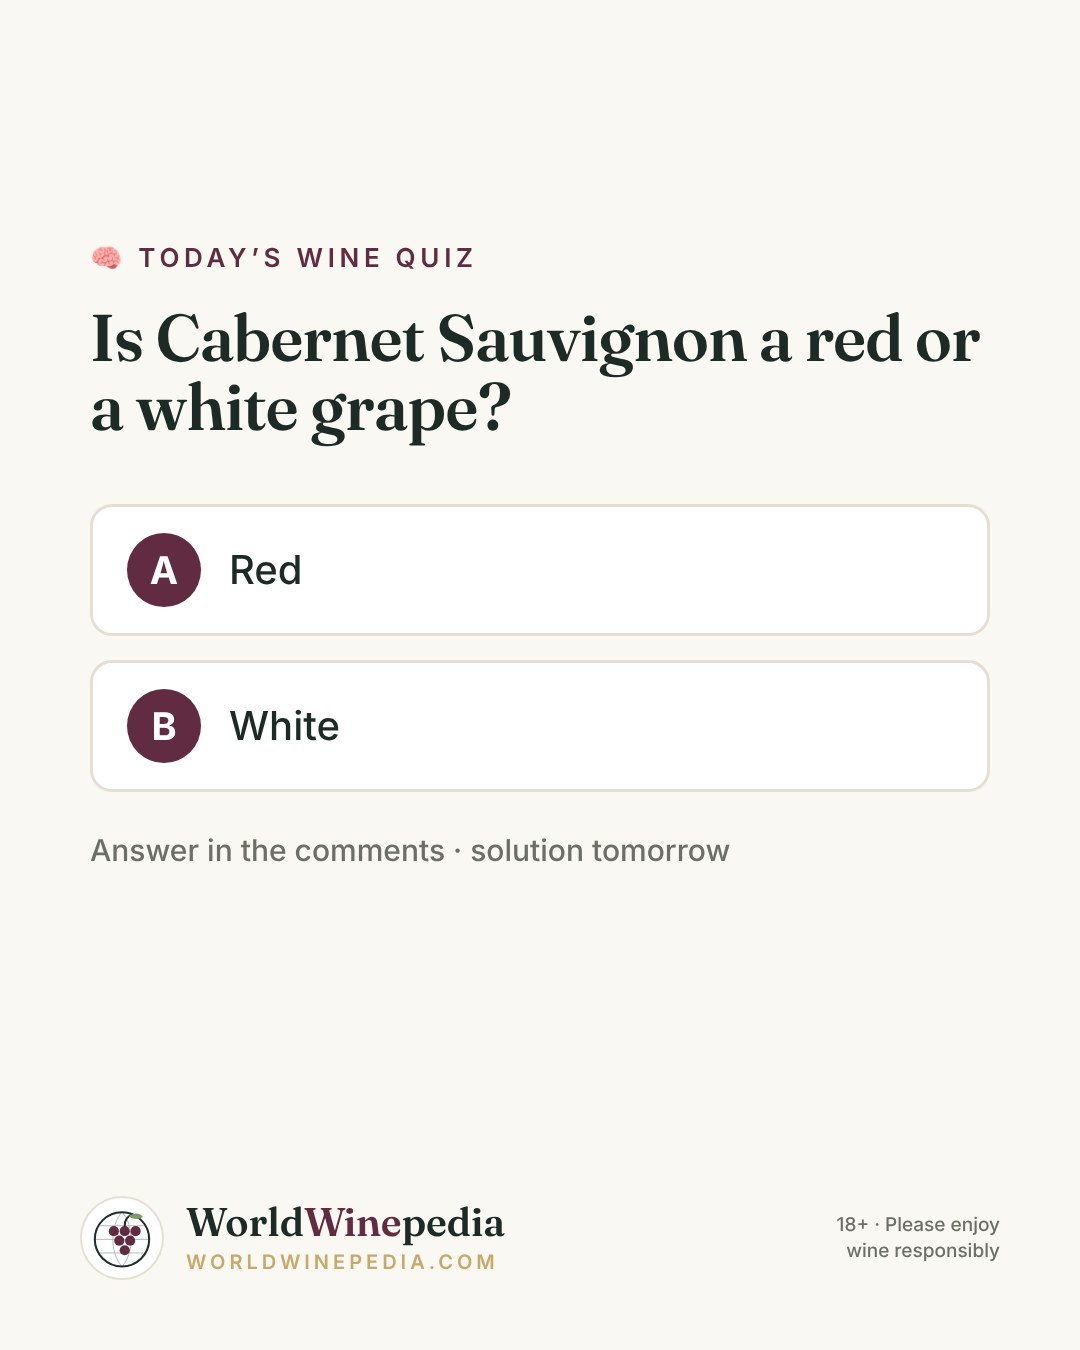 🧠 TODAY’S WINE QUIZ
Is Cabernet Sauvignon a red or
a white grape?
A Red
B White
Answer in the comments · solution tomorrow
WorldWinepedia
WORLDWINEPEDIA.COM
18+ · Please enjoy
wine responsibly